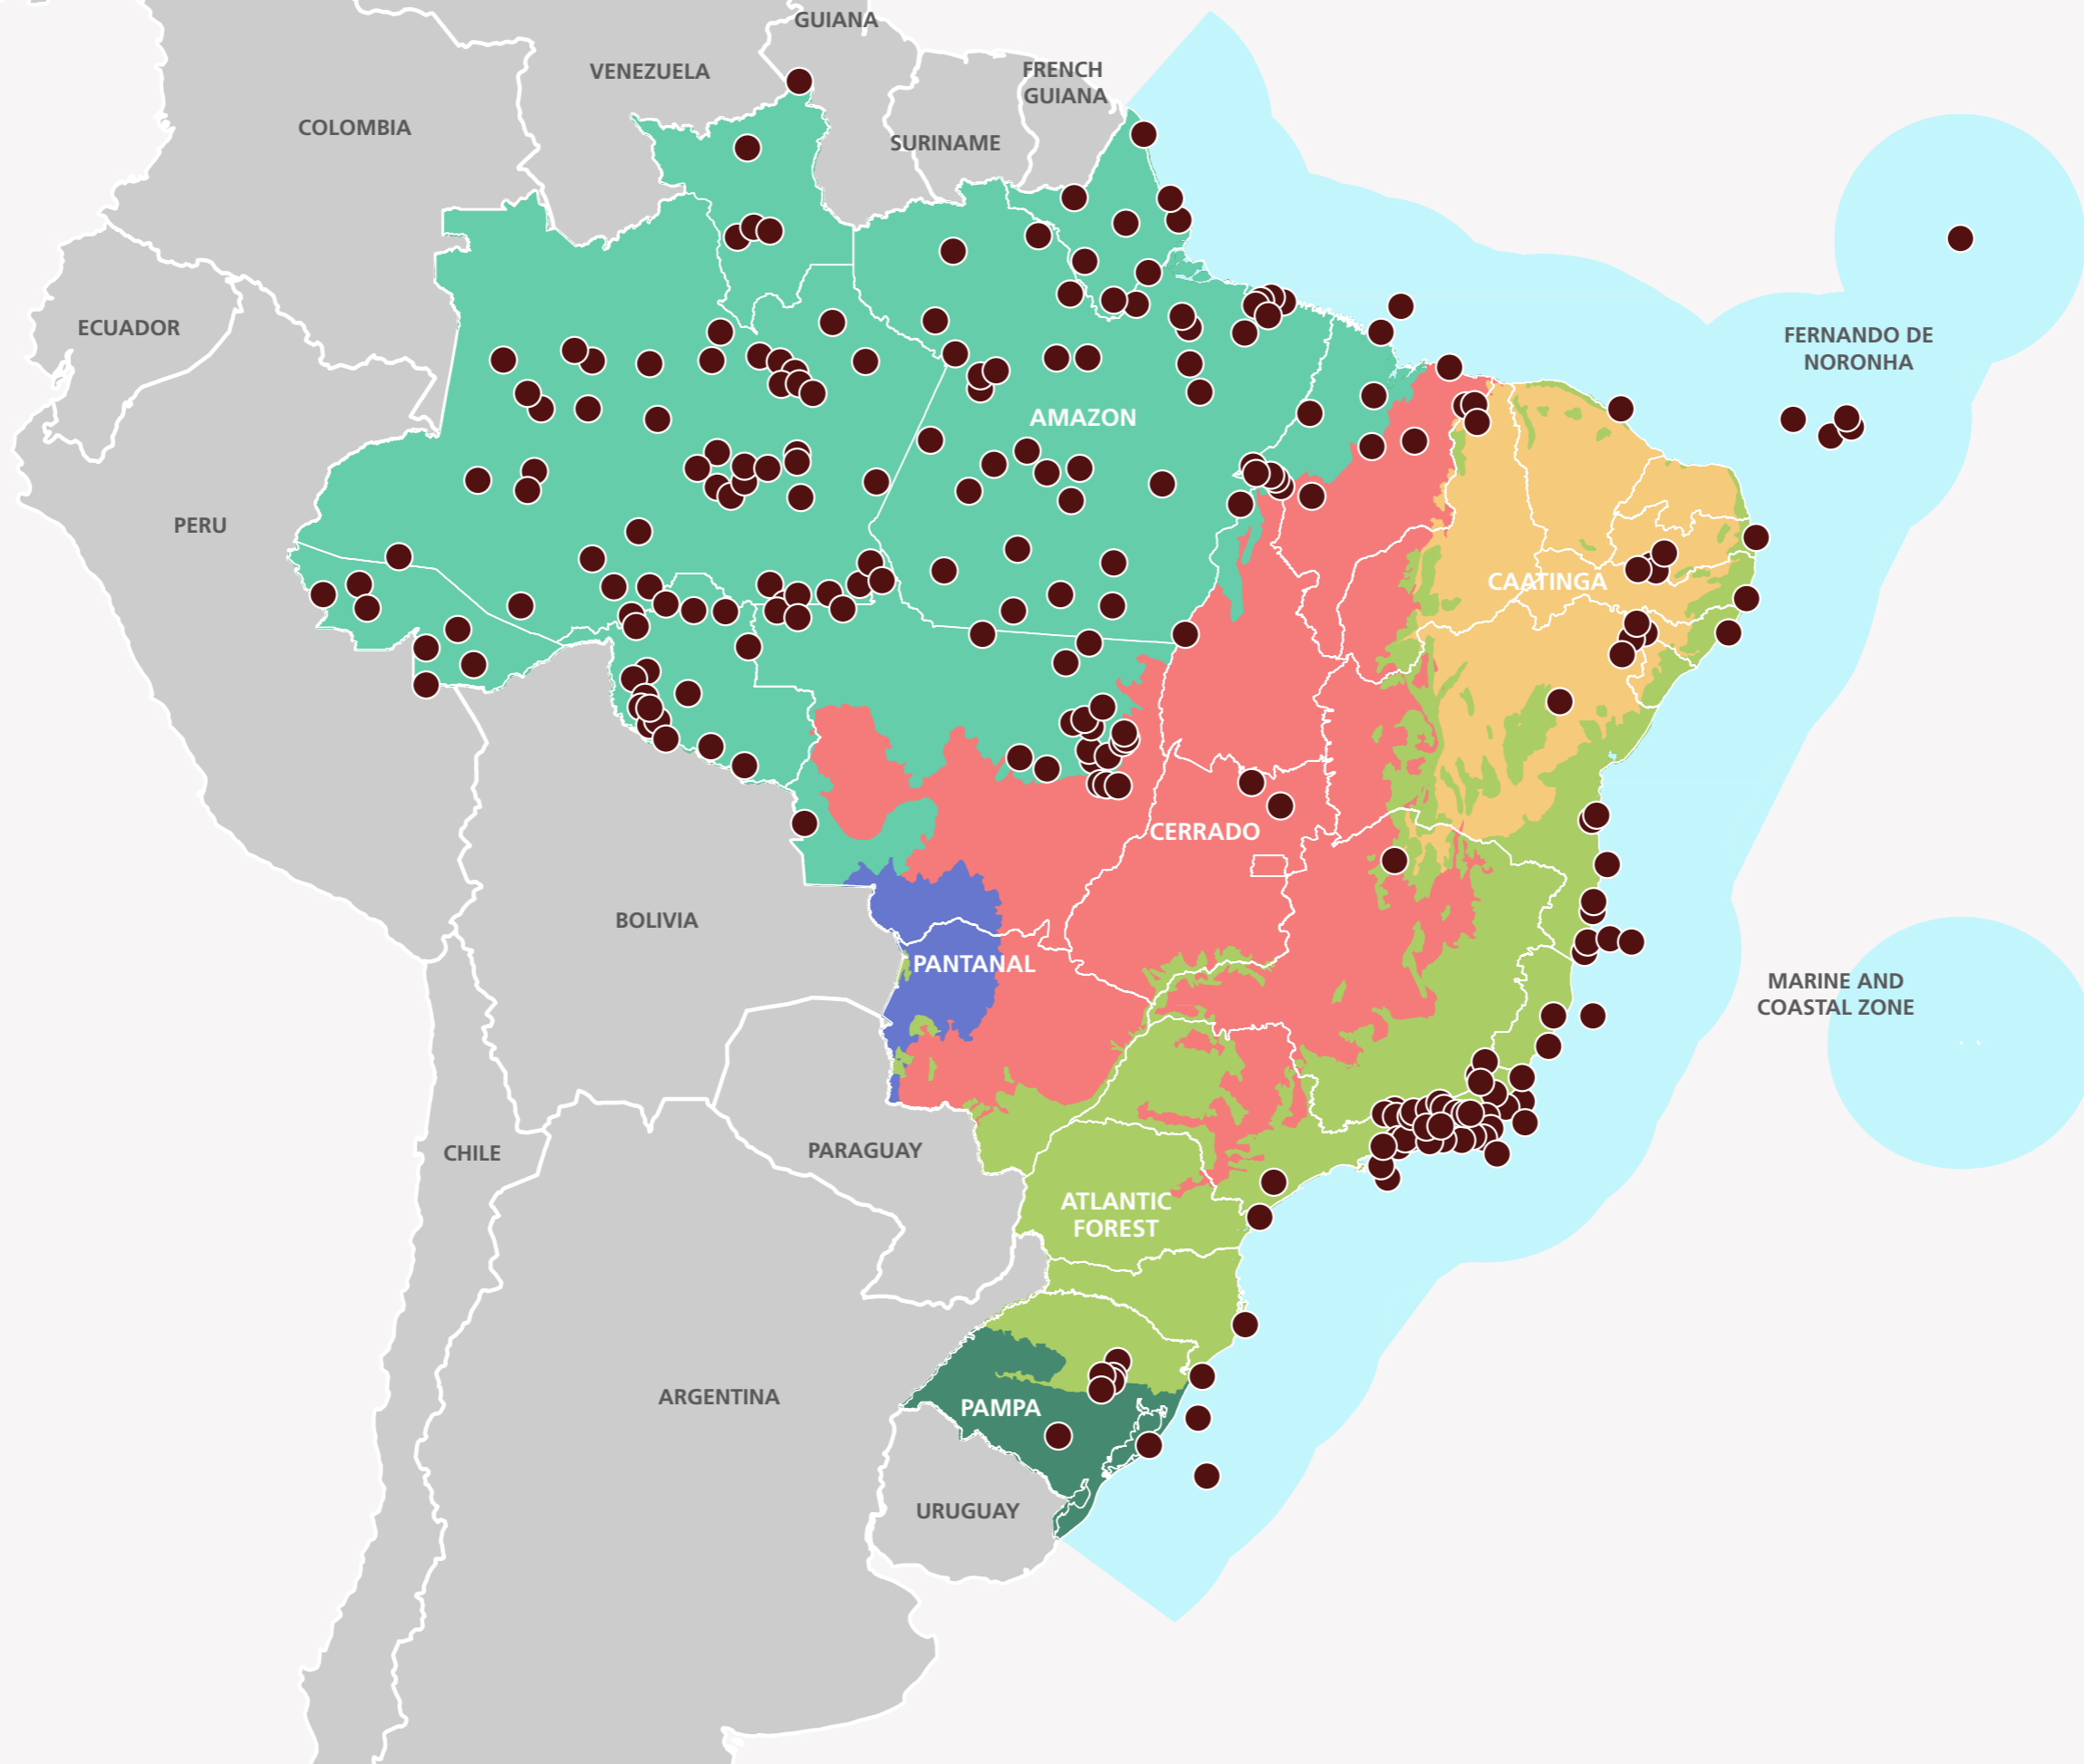 GUIANA
VENEZUELA
FRENCH
GUIANA
COLOMBIA
SURINAME
ECUADOR
FERNANDO DE
NORONHA
AMAZON
PERU
CAATINGA
CERRADO
BOLIVIA
PANTANAL
MARINE AND
COASTAL ZONE
CHILE
PARAGUAY
ATLANTIC
FOREST
ARGENTINA
PAMPA
URUGUAY